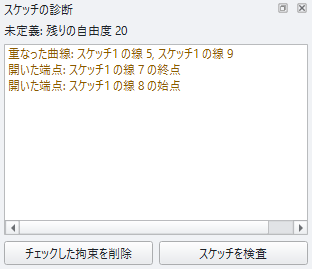 スケッチの診断
未定義: 残りの自由度 20
重なった曲線: スケッチ1 の線 5, スケッチ1 の線 9
開いた端点: スケッチ1 の線 7 の終点
開いた端点: スケッチ1 の線 8 の始点
チェックした拘束を削除
スケッチを検査